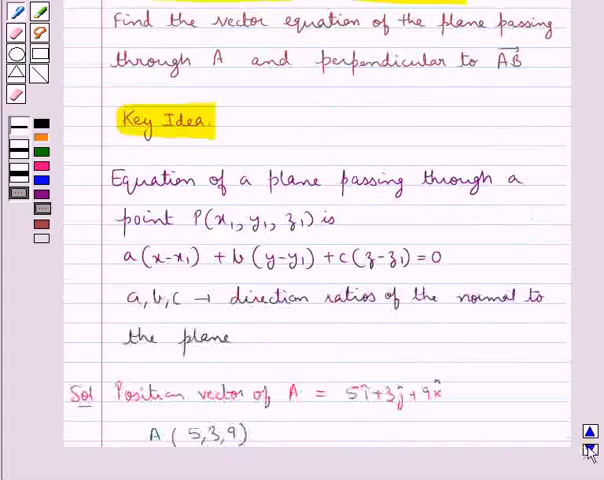 Find the vector equation of the plane passing
through A and perpendicular to $\overrightarrow{AB}$
Key Idea.
Equation of a plane passing through a
point P(x₁, y₁, z₁) is
a(x-x₁) + b(y-y₁) + c(z-z₁) = 0
a, b, c → direction ratios of the normal to
the plane
Sol Position vector of A = 5î+3ĵ+9k̂
A ( 5,3,9)